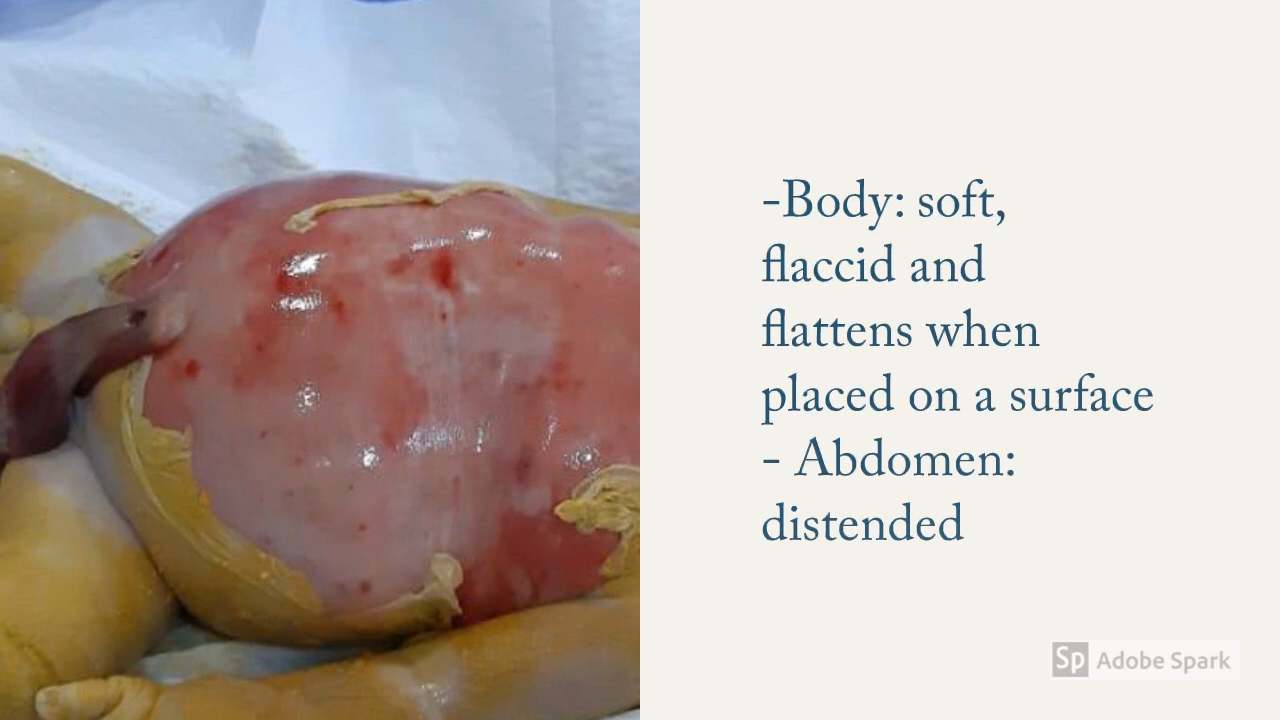 -Body: soft,
flaccid and
flattens when
placed on a surface
- Abdomen:
distended
Sp Adobe Spark